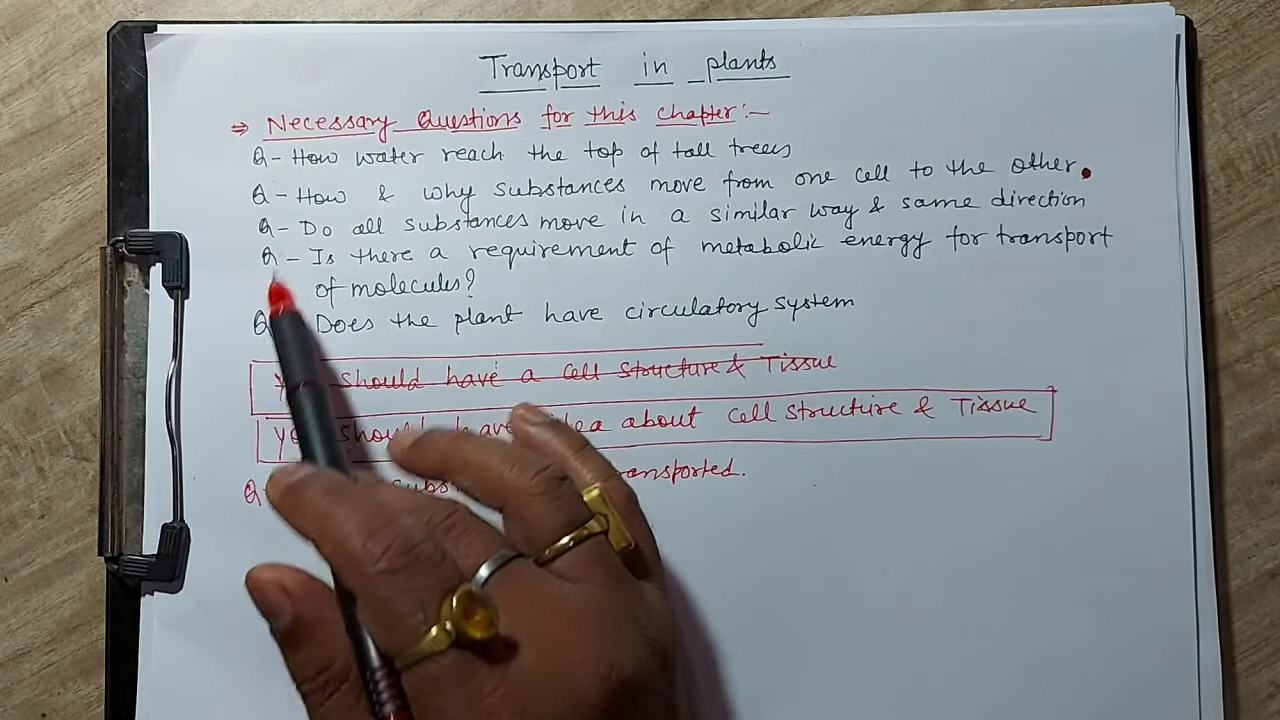 Transport in plants
⇒ Necessary Questions for this chapter:-
Q - How water reach the top of tall trees
Q - How & why substances move from one cell to the other.
Q - Do all substances move in a similar way & same direction
Q - Is there a requirement of metabolic energy for transport
of molecules?
Q Does the plant have circulatory system
should have a cell structure & Tissue
have idea about cell structure & Tissue
Q